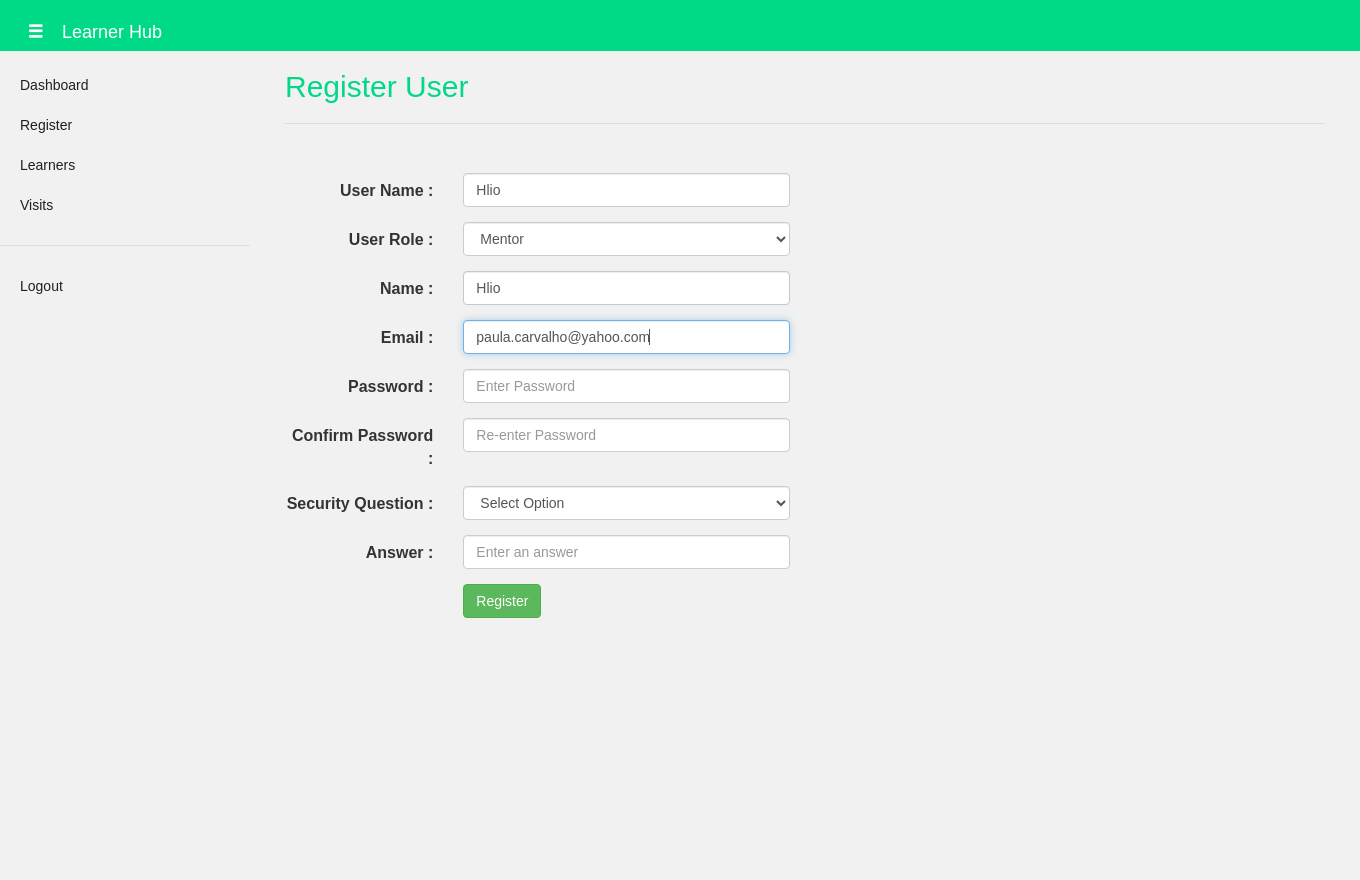 Learner Hub
Dashboard
Register
Learners
Visits
Logout
Register User
User Name :
Hlio
User Role :
Mentor
Name :
Hlio
Email :
paula.carvalho@yahoo.com
Password :
Enter Password
Confirm Password
:
Re-enter Password
Security Question :
Select Option
Answer :
Enter an answer
Register